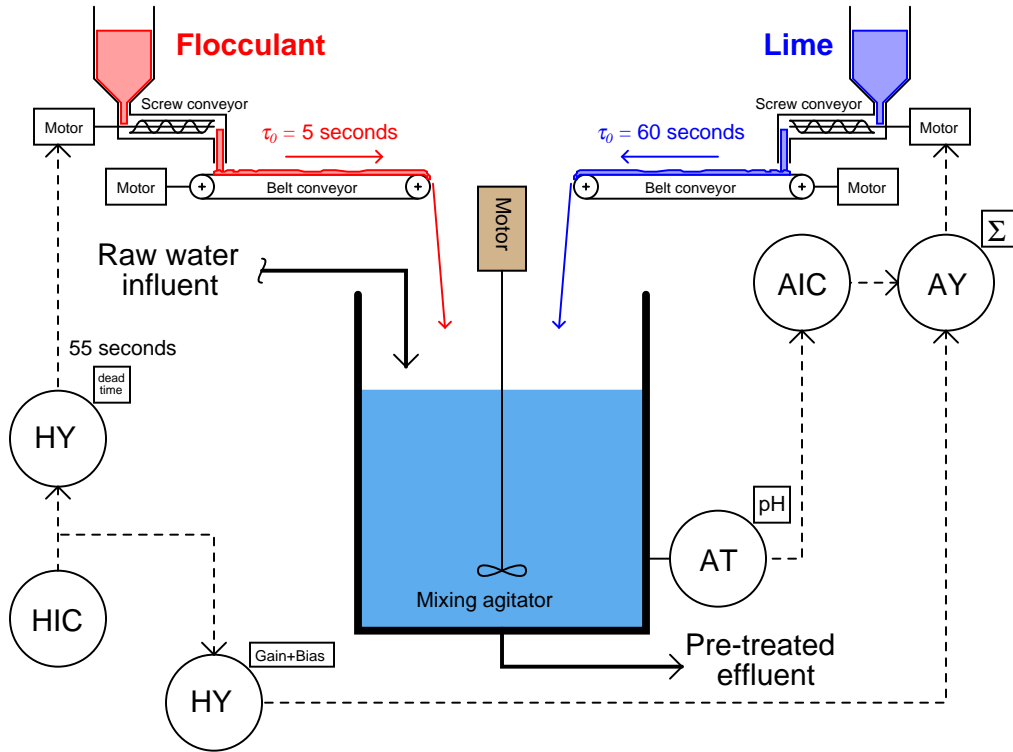 Flocculant
Lime
Screw conveyor
Screw conveyor
Motor
τ0 = 5 seconds
τ0 = 60 seconds
Motor
Motor
Belt conveyor
Belt conveyor
Motor
Motor
Raw water
influent
Σ
AIC
AY
55 seconds
dead
time
HY
pH
AT
HIC
Mixing agitator
Gain+Bias
HY
Pre-treated
effluent